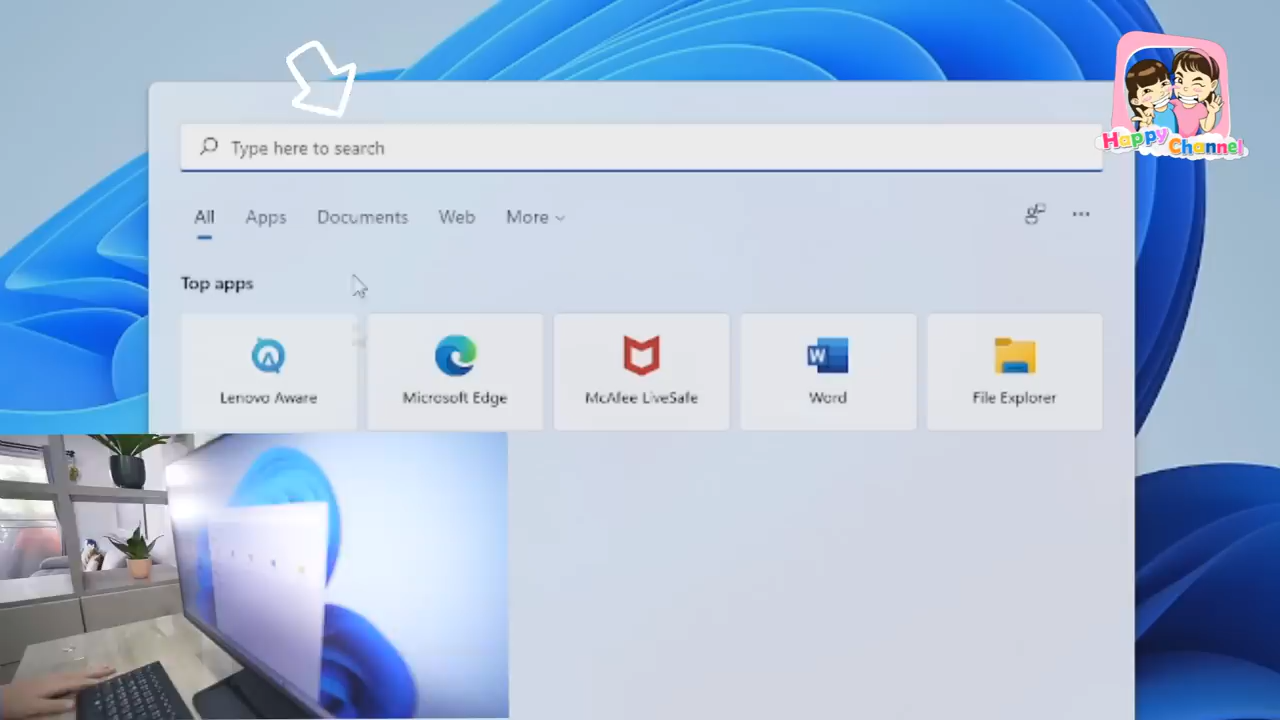 Happy
Channel
Type here to search
All Apps Documents Web More
Top apps
Lenovo Aware Microsoft Edge McAfee LiveSafe Word File Explorer